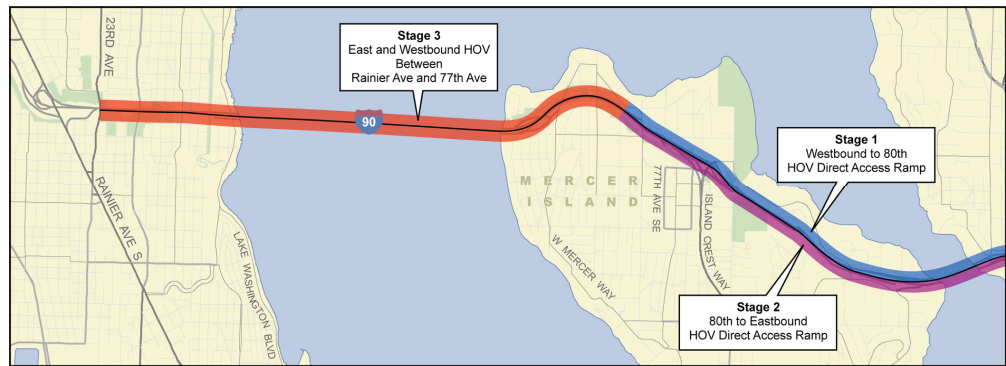 23RD AVE
RAINIER AVE S
LAKE WASHINGTON BLVD
Stage 3
East and Westbound HOV
Between
Rainier Ave and 77th Ave
90
MERCER
ISLAND
W MERCER WAY
77TH AVE SE
ISLAND CREST WAY
Stage 1
Westbound to 80th
HOV Direct Access Ramp
Stage 2
80th to Eastbound
HOV Direct Access Ramp